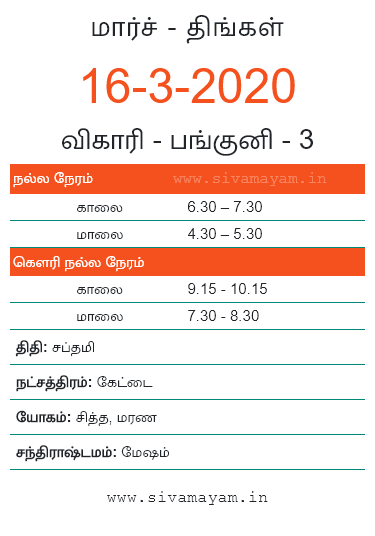 மார்ச் - திங்கள்
16-3-2020
விகாரி - பங்குனி - 3
நல்ல நேரம் www.sivamayam.in
காலை 6.30 – 7.30
மாலை 4.30 – 5.30
கௌரி நல்ல நேரம்
காலை 9.15 - 10.15
மாலை 7.30 - 8.30
திதி: சப்தமி
நட்சத்திரம்: கேட்டை
யோகம்: சித்த, மரண
சந்திராஷ்டமம்: மேஷம்
www.sivamayam.in